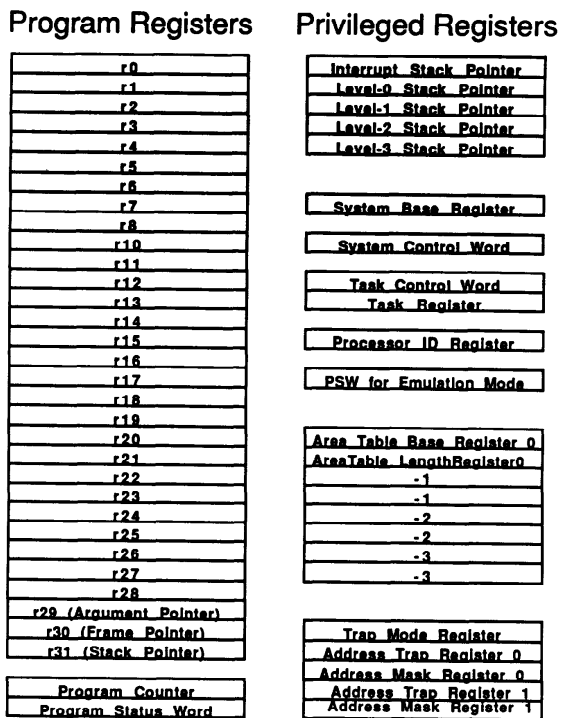 Program Registers
r0
r1
r2
r3
r4
r5
r6
r7
r8
r10
r11
r12
r13
r14
r15
r16
r17
r18
r19
r20
r21
r22
r23
r24
r25
r26
r27
r28
r29 (Argument Pointer)
r30 (Frame Pointer)
r31 (Stack Pointer)
Program Counter
Program Status Word
Privileged Registers
Interrupt Stack Pointer
Level-0 Stack Pointer
Level-1 Stack Pointer
Level-2 Stack Pointer
Level-3 Stack Pointer
System Base Register
System Control Word
Task Control Word
Task Register
Processor ID Register
PSW for Emulation Mode
Area Table Base Register 0
AreaTable LengthRegister0
-1
-1
-2
-2
-3
-3
Trap Mode Register
Address Trap Register 0
Address Mask Register 0
Address Trap Register 1
Address Mask Register 1